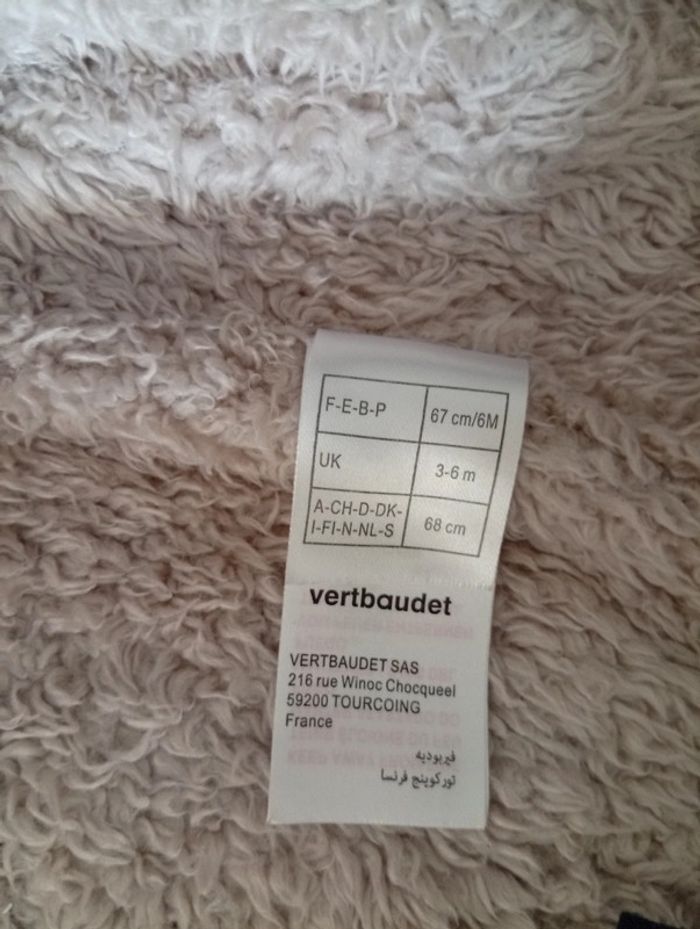 F-E-B-P 67 cm/6M
UK 3-6 m
A-CH-D-DK-
I-FI-N-NL-S 68 cm
vertbaudet
VERTBAUDET SAS
216 rue Winoc Chocqueel
59200 TOURCOING
France
فيربوديه
توركوينج فرنسا